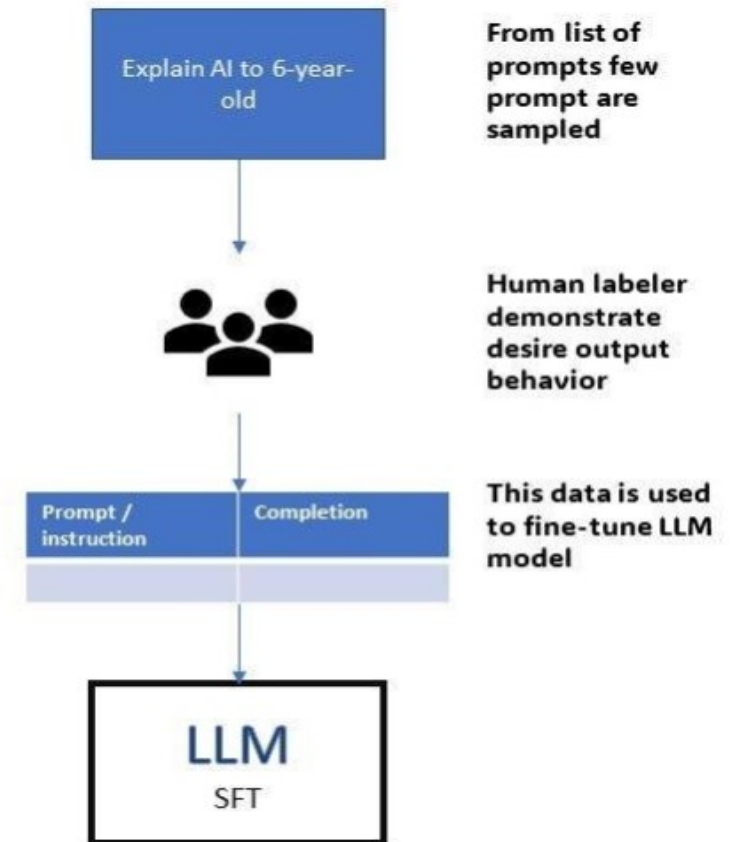 Explain AI to 6-year-
old
From list of
prompts few
prompt are
sampled
Human labeler
demonstrate
desire output
behavior
Prompt /
instruction
Completion
This data is used
to fine-tune LLM
model
LLM
SFT